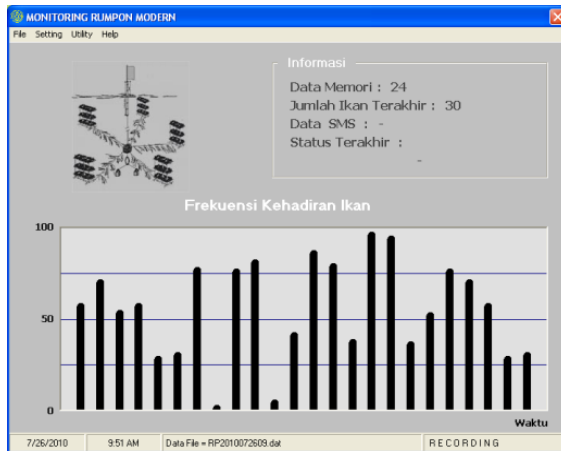 MONITORING RUMPON MODERN
File Setting Utility Help
Informasi
Data Memori : 24
Jumlah Ikan Terakhir : 30
Data SMS : -
Status Terakhir :
-
Frekuensi Kehadiran Ikan
100
50
0
Waktu
7/26/2010 9:51 AM Data File = RP2010072609.dat RECORDING